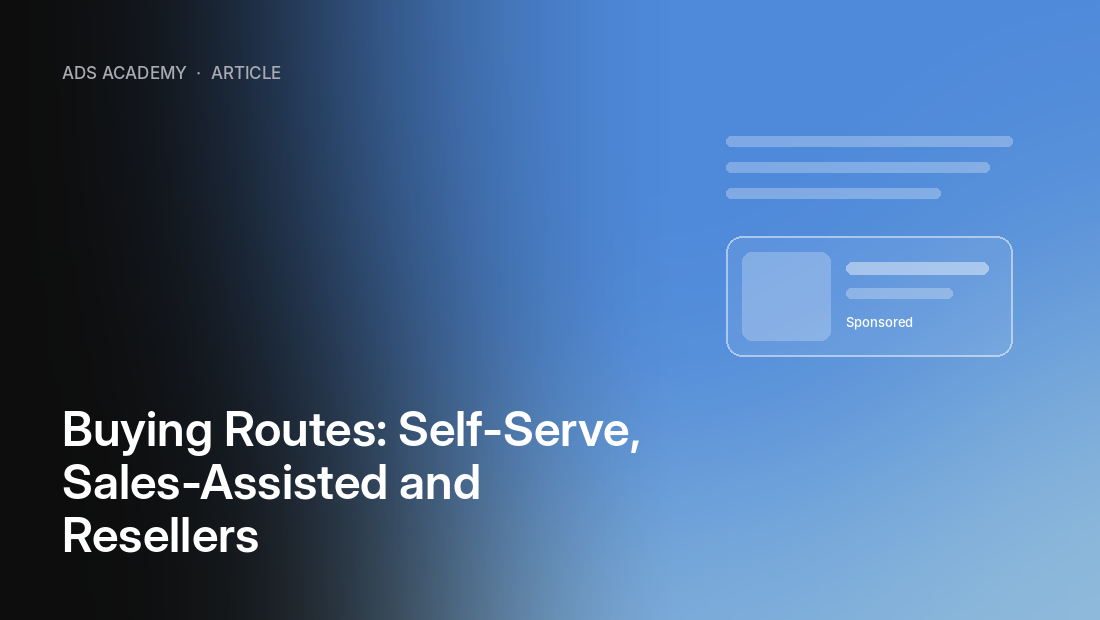 ADS ACADEMY · ARTICLE
Sponsored
Buying Routes: Self-Serve,
Sales-Assisted and
Resellers